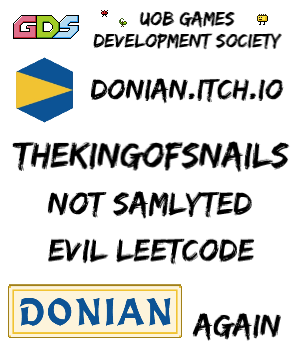 GDS
UOB GAMES
DEVELOPMENT SOCIETY
DONIAN.ITCH.IO
THEKINGOFSNAILS
NOT SAMLYTED
EVIL LEETCODE
DONIAN AGAIN